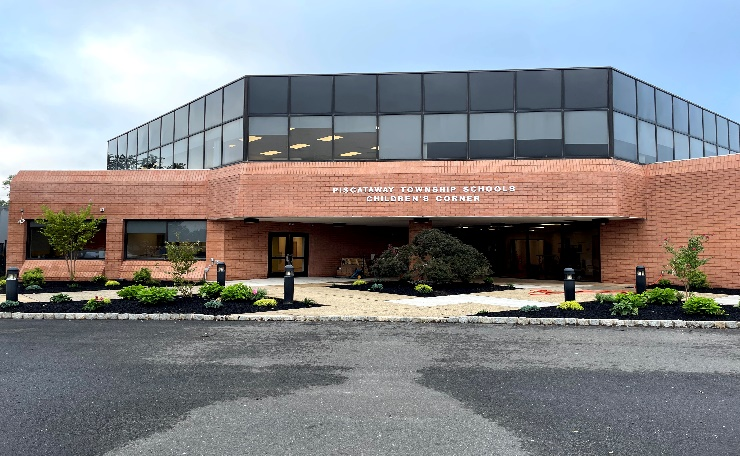 PISCATAWAY TOWNSHIP SCHOOLS
CHILDREN'S CORNER